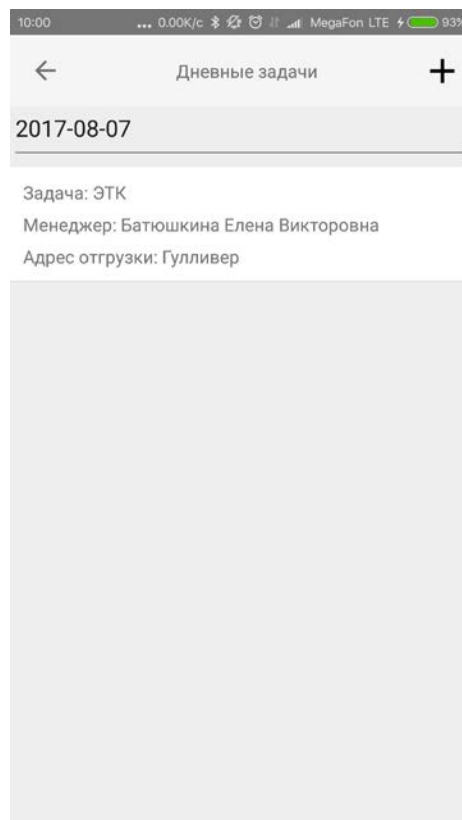 10:00 ... 0.00K/c MegaFon LTE 93%
Дневные задачи
2017-08-07
Задача: ЭТК
Менеджер: Батюшкина Елена Викторовна
Адрес отгрузки: Гулливер